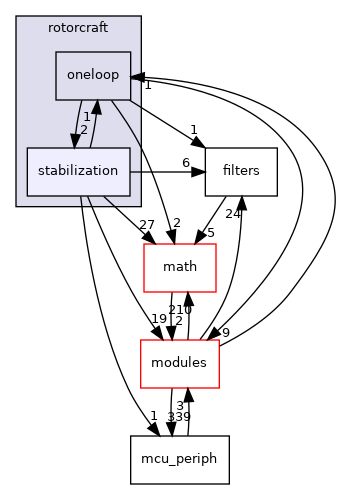 rotorcraft
oneloop
1
1
2
1
stabilization
6
filters
27
2
24
5
math
210
2
19
9
modules
3
339
1
mcu_periph